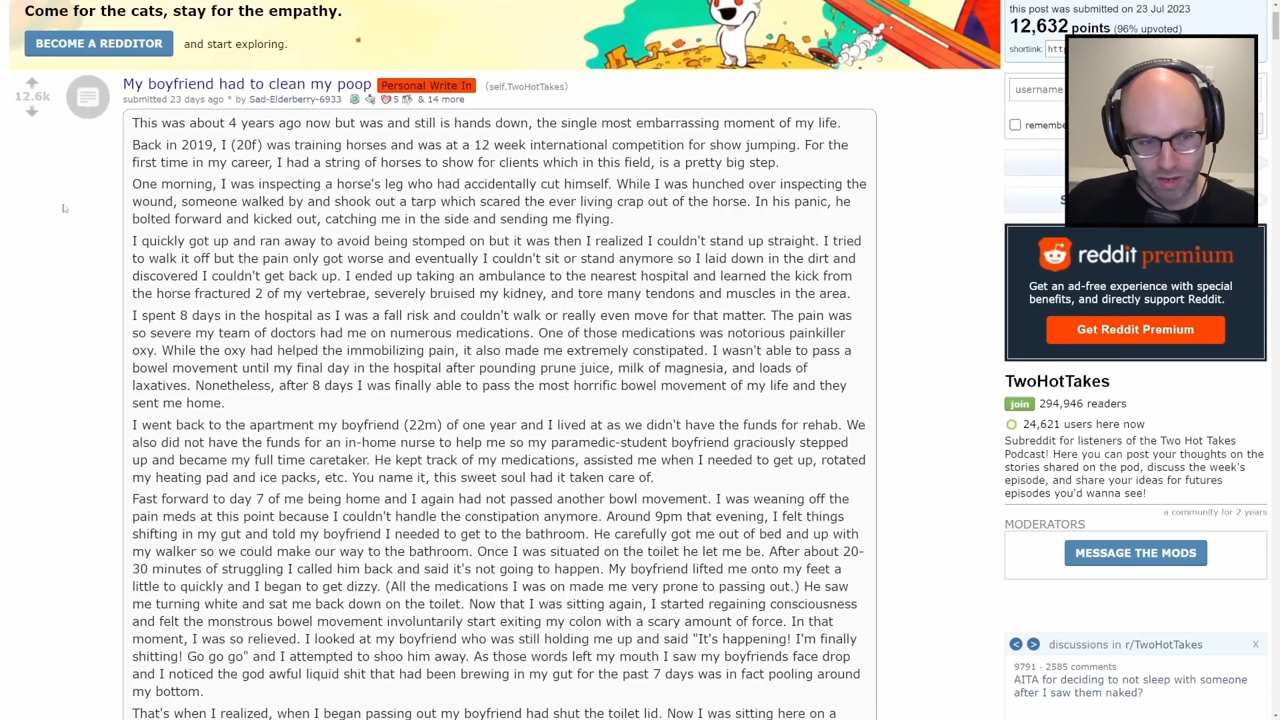 Come for the cats, stay for the empathy.
BECOME A REDDITOR and start exploring.
this post was submitted on 23 Jul 2023
12,632 points (96% upvoted)
shortlink:
12.6k
My boyfriend had to clean my poop Personal Write In (self.TwoHotTakes)
submitted 23 days ago * by Sad-Elderberry-6933 5 & 14 more
This was about 4 years ago now but was and still is hands down, the single most embarrassing moment of my life.
Back in 2019, I (20f) was training horses and was at a 12 week international competition for show jumping. For the
first time in my career, I had a string of horses to show for clients which in this field, is a pretty big step.
One morning, I was inspecting a horse's leg who had accidentally cut himself. While I was hunched over inspecting the
wound, someone walked by and shook out a tarp which scared the ever living crap out of the horse. In his panic, he
bolted forward and kicked out, catching me in the side and sending me flying.
I quickly got up and ran away to avoid being stomped on but it was then I realized I couldn't stand up straight. I tried
to walk it off but the pain only got worse and eventually I couldn't sit or stand anymore so I laid down in the dirt and
discovered I couldn't get back up. I ended up taking an ambulance to the nearest hospital and learned the kick from
the horse fractured 2 of my vertebrae, severely bruised my kidney, and tore many tendons and muscles in the area.
I spent 8 days in the hospital as I was a fall risk and couldn't walk or really even move for that matter. The pain was
so severe my team of doctors had me on numerous medications. One of those medications was notorious painkiller
oxy. While the oxy had helped the immobilizing pain, it also made me extremely constipated. I wasn't able to pass a
bowel movement until my final day in the hospital after pounding prune juice, milk of magnesia, and loads of
laxatives. Nonetheless, after 8 days I was finally able to pass the most horrific bowel movement of my life and they
sent me home.
I went back to the apartment my boyfriend (22m) of one year and I lived at as we didn't have the funds for rehab. We
also did not have the funds for an in-home nurse to help me so my paramedic-student boyfriend graciously stepped
up and became my full time caretaker. He kept track of my medications, assisted me when I needed to get up, rotated
my heating pad and ice packs, etc. You name it, this sweet soul had it taken care of.
Fast forward to day 7 of me being home and I again had not passed another bowl movement. I was weaning off the
pain meds at this point because I couldn't handle the constipation anymore. Around 9pm that evening, I felt things
shifting in my gut and told my boyfriend I needed to get to the bathroom. He carefully got me out of bed and up with
my walker so we could make our way to the bathroom. Once I was situated on the toilet he let me be. After about 20-
30 minutes of struggling I called him back and said it's not going to happen. My boyfriend lifted me onto my feet a
little to quickly and I began to get dizzy. (All the medications I was on made me very prone to passing out.) He saw
me turning white and sat me back down on the toilet. Now that I was sitting again, I started regaining consciousness
and felt the monstrous bowel movement involuntarily start exiting my colon with a scary amount of force. In that
moment, I was so relieved. I looked at my boyfriend who was still holding me up and said "It's happening! I'm finally
shitting! Go go go" and I attempted to shoo him away. As those words left my mouth I saw my boyfriends face drop
and I noticed the god awful liquid shit that had been brewing in my gut for the past 7 days was in fact pooling around
my bottom.
That's when I realized, when I began passing out my boyfriend had shut the toilet lid. Now I was sitting here on a
username
reddit premium
Get an ad-free experience with special
benefits, and directly support Reddit.
Get Reddit Premium
TwoHotTakes
join 294,946 readers
24,621 users here now
Subreddit for listeners of the Two Hot Takes
Podcast! Here you can post your thoughts on the
stories shared on the pod, discuss the week's
episode, and share your ideas for futures
episodes you'd wanna see!
a community for 2 years
MODERATORS
MESSAGE THE MODS
< > discussions in r/TwoHotTakes X
9791 · 2585 comments
AITA for deciding to not sleep with someone
after I saw them naked?